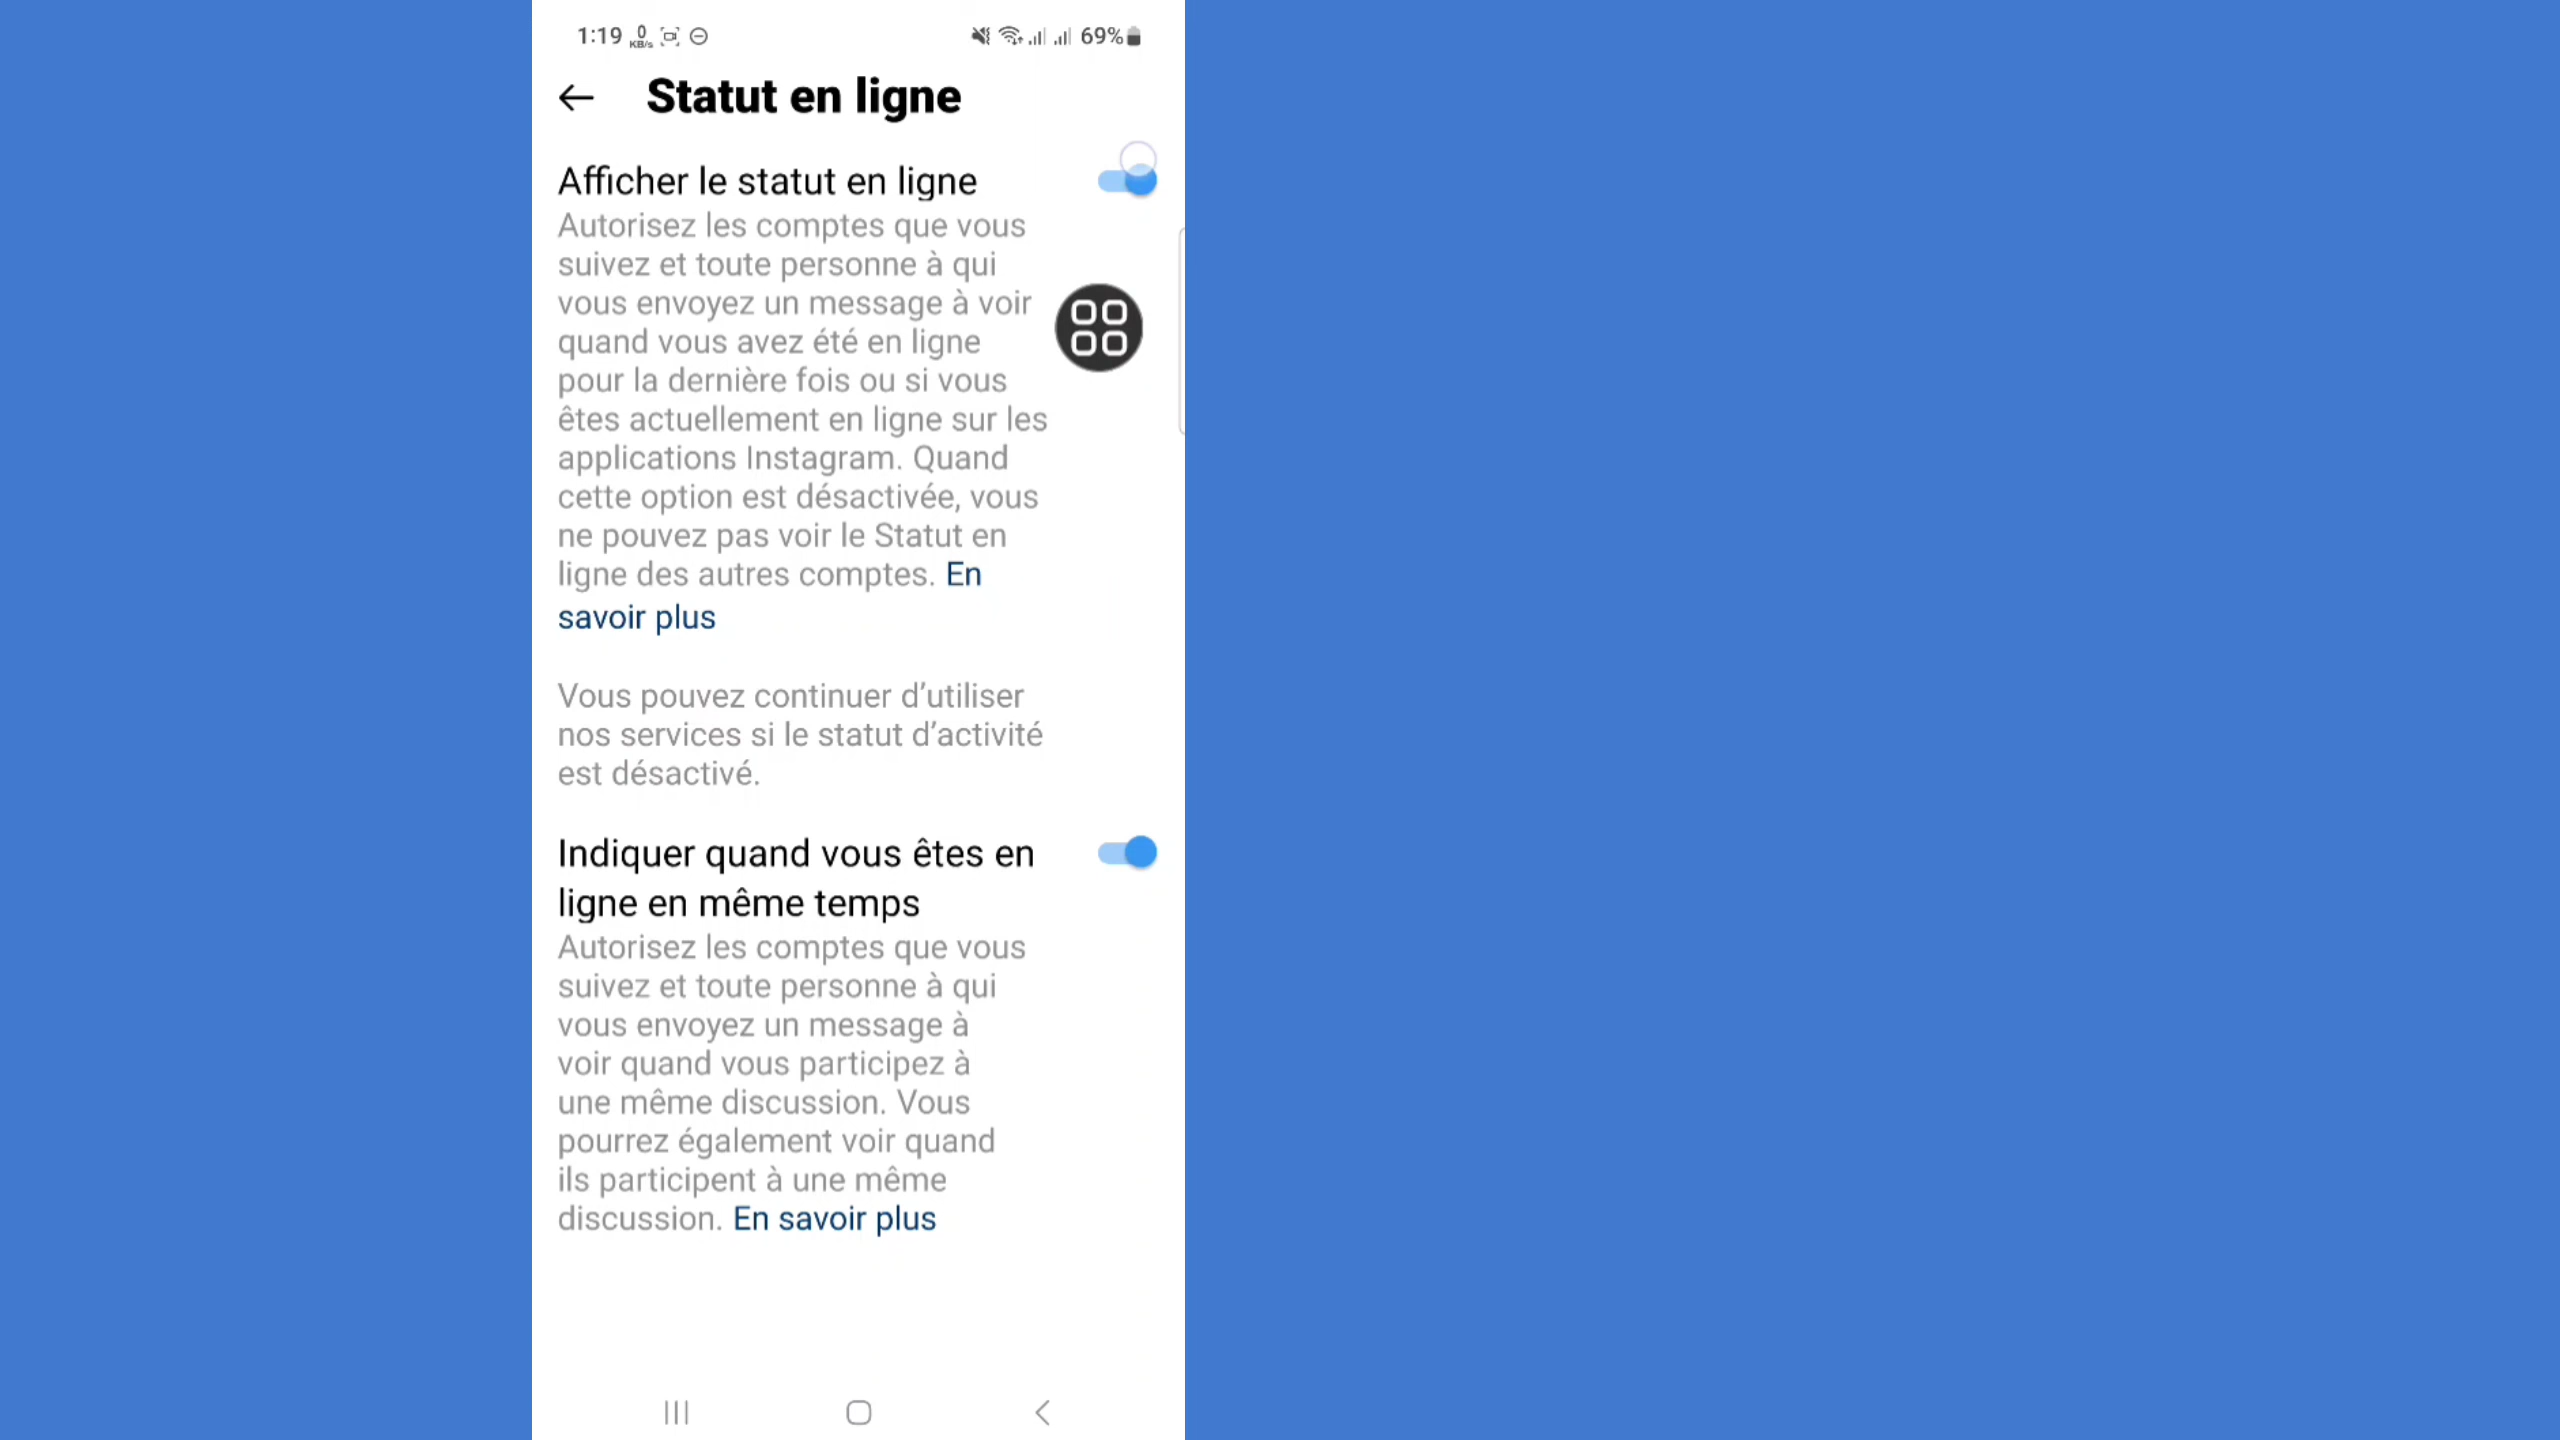 1:19 0 KB/s 69%
Statut en ligne
Afficher le statut en ligne
Autorisez les comptes que vous
suivez et toute personne à qui
vous envoyez un message à voir
quand vous avez été en ligne
pour la dernière fois ou si vous
êtes actuellement en ligne sur les
applications Instagram. Quand
cette option est désactivée, vous
ne pouvez pas voir le Statut en
ligne des autres comptes. En
savoir plus
Vous pouvez continuer d’utiliser
nos services si le statut d’activité
est désactivé.
Indiquer quand vous êtes en
ligne en même temps
Autorisez les comptes que vous
suivez et toute personne à qui
vous envoyez un message à
voir quand vous participez à
une même discussion. Vous
pourrez également voir quand
ils participent à une même
discussion. En savoir plus